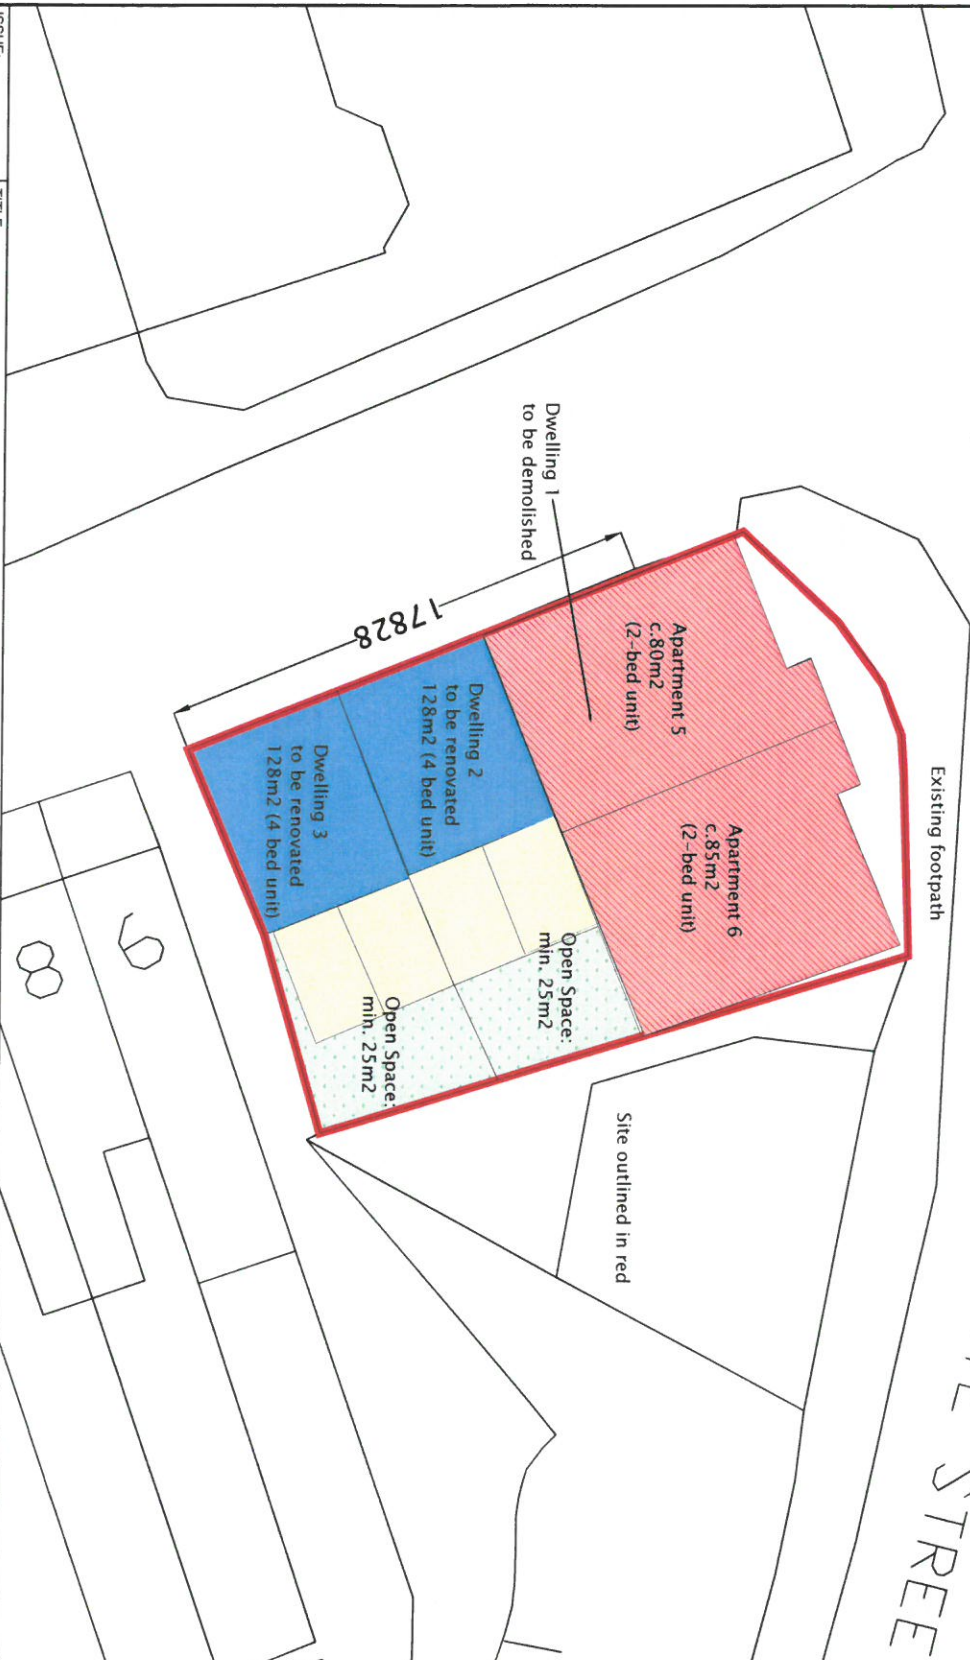 Existing footpath
Apartment 5
c.80m2
(2-bed unit)
Apartment 6
c.85m2
(2-bed unit)
Dwelling 1
to be demolished
17828
Dwelling 2
to be renovated
128m2 (4 bed unit)
Dwelling 3
to be renovated
128m2 (4 bed unit)
Open Space:
min. 25m2
Open Space:
min. 25m2
Site outlined in red
9
8